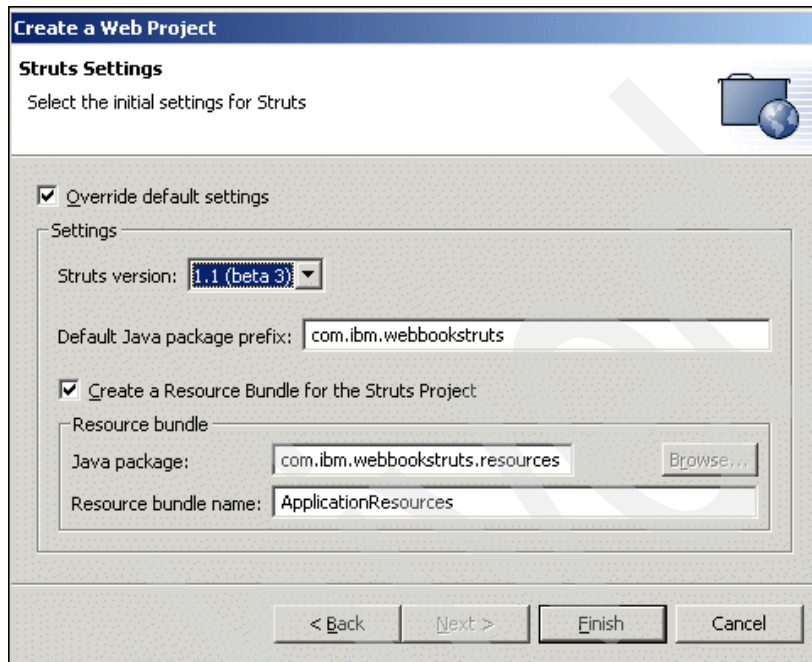 Create a Web Project
Struts Settings
Select the initial settings for Struts
Override default settings
Settings
Struts version: 1.1 (beta 3)
Default Java package prefix: com.ibm.webbookstruts
Create a Resource Bundle for the Struts Project
Resource bundle
Java package: com.ibm.webbookstruts.resources Browse...
Resource bundle name: ApplicationResources
< Back Next > Finish Cancel